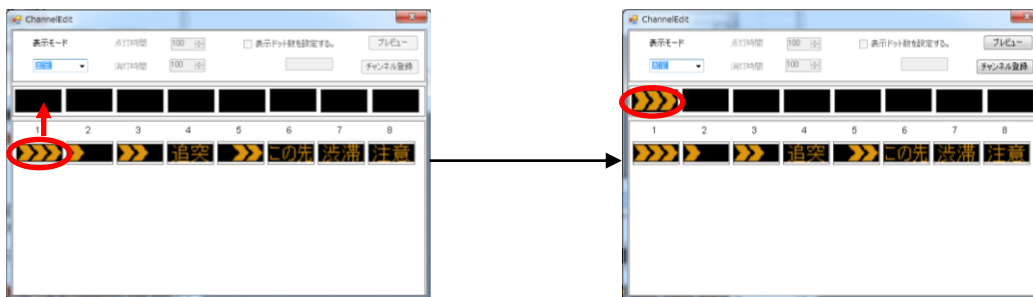 ChannelEdit
表示モード 点灯時間 100 表示ドット数を設定する。 プレビュー
消灯時間 100 チャンネル登録
1 2 3 4 5 6 7 8
追突 この先 渋滞 注意
ChannelEdit
表示モード 点灯時間 100 表示ドット数を設定する。 プレビュー
消灯時間 100 チャンネル登録
1 2 3 4 5 6 7 8
追突 この先 渋滞 注意